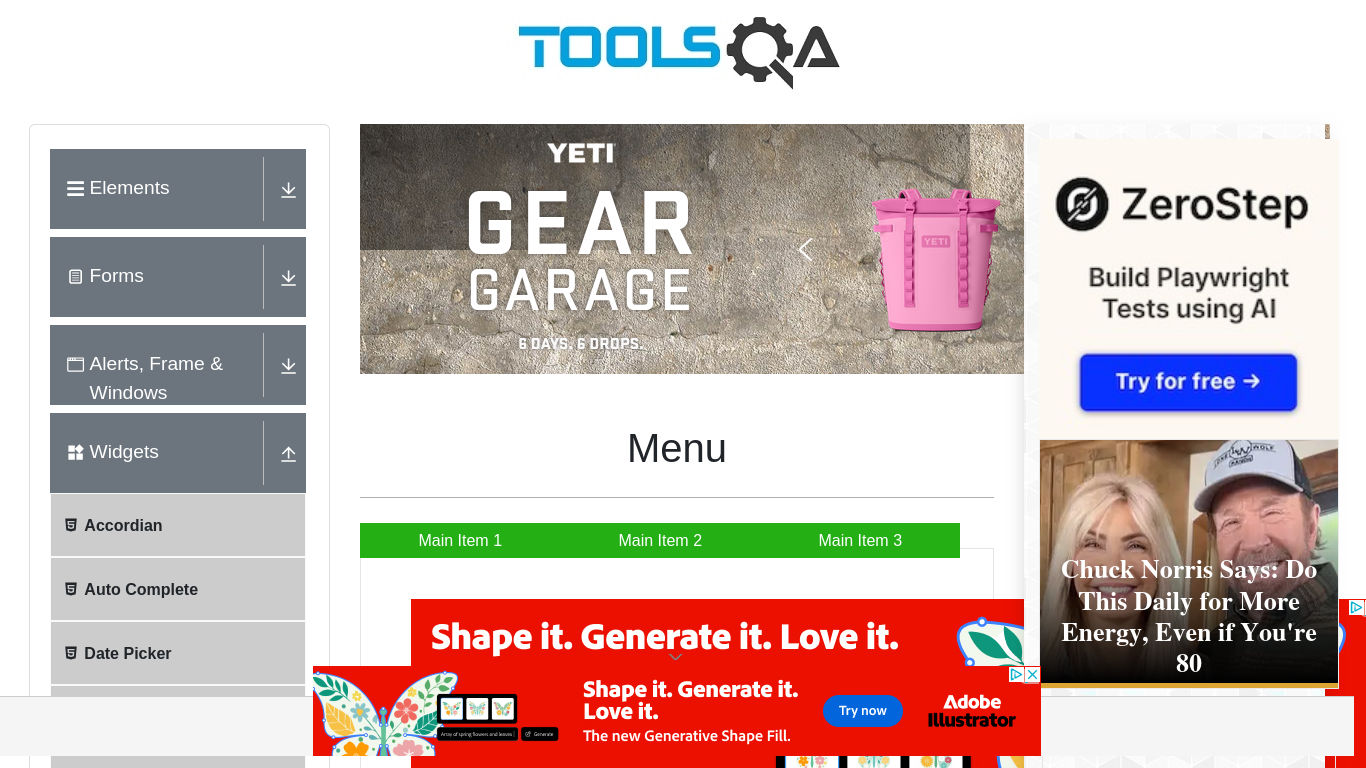 TOOLSQA
Elements
Forms
Alerts, Frame &
Windows
Widgets
Accordian
Auto Complete
Date Picker
YETI
GEAR
GARAGE
6 DAYS. 6 DROPS.
YETI
Menu
Main Item 1
Main Item 2
Main Item 3
ZeroStep
Build Playwright
Tests using AI
Try for free →
Chuck Norris Says: Do
This Daily for More
Energy, Even if You're
80
Shape it. Generate it. Love it.
Array of spring flowers and leaves
Generate
Shape it. Generate it.
Love it.
The new Generative Shape Fill.
Try now
Adobe
Illustrator